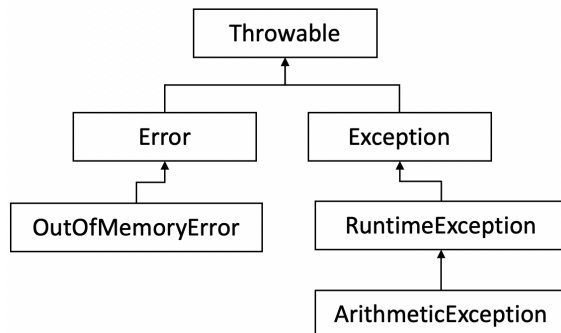 Throwable
Error
Exception
OutOfMemoryError
RuntimeException
ArithmeticException